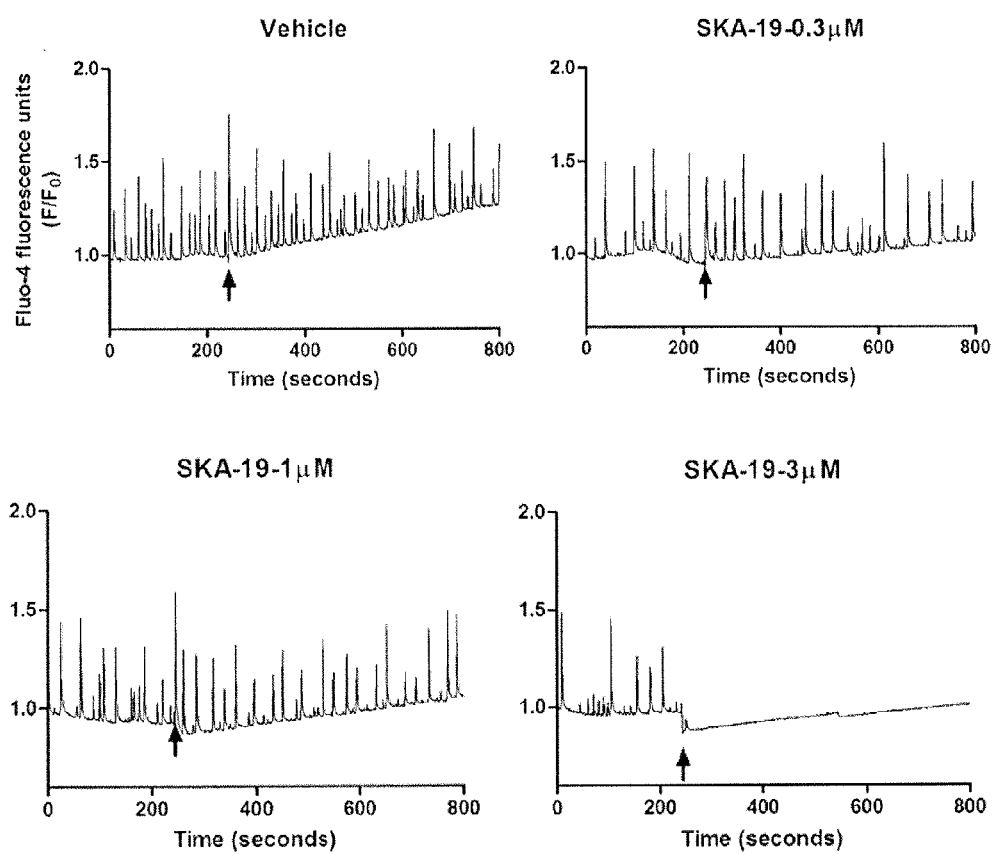 Vehicle
Fluo-4 fluorescence units
(F/F0)
2.0
1.5
1.0
0 200 400 600 800
Time (seconds)
SKA-19-0.3μM
2.0
1.5
1.0
0 200 400 600 800
Time (seconds)
SKA-19-1μM
2.0
1.5
1.0
0 200 400 600 800
Time (seconds)
SKA-19-3μM
2.0
1.5
1.0
0 200 400 600 800
Time (seconds)